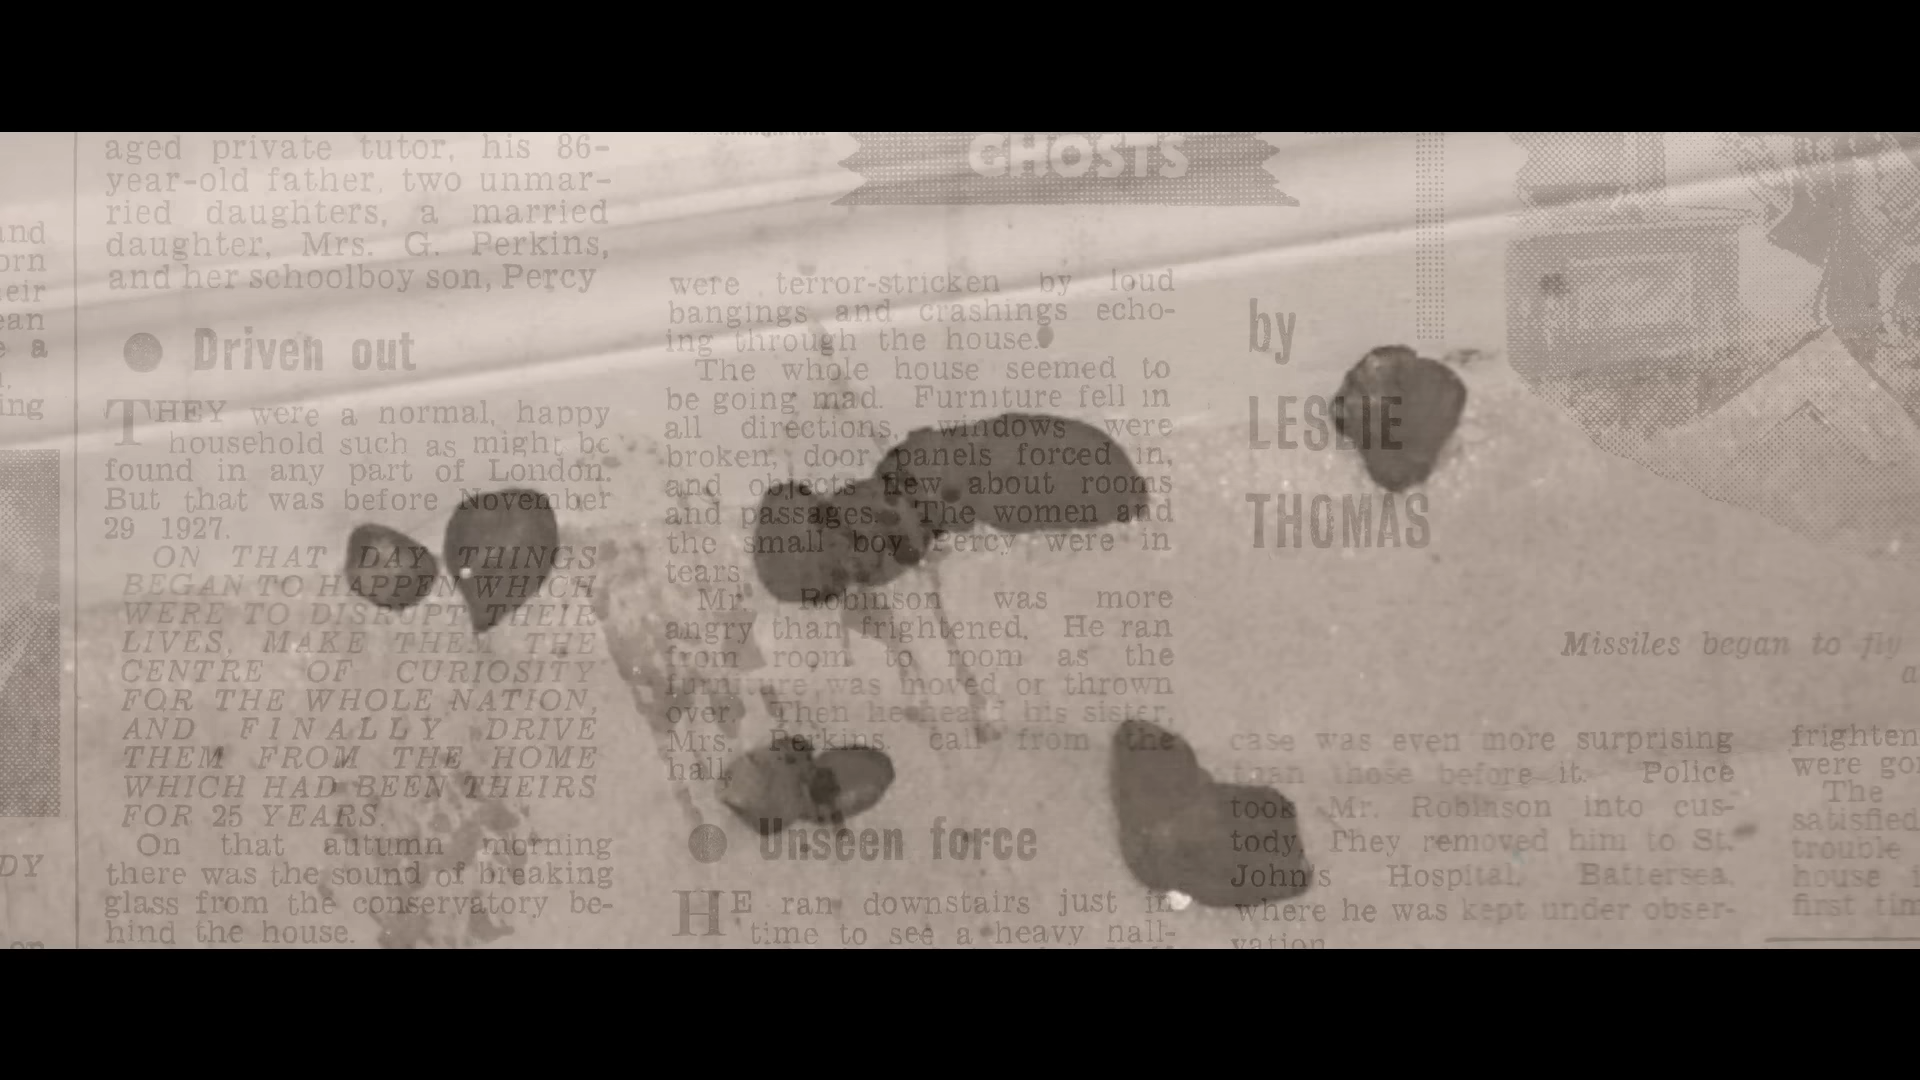 and
orn
eir
ean
e a
ing
DY
on
aged private tutor, his 86-
year-old father, two unmar-
ried daughters, a married
daughter, Mrs. G. Perkins,
and her schoolboy son, Percy
Driven out
THEY were a normal, happy
household such as might be
found in any part of London.
But that was before November
29 1927.
ON THAT DAY THINGS
BEGAN TO HAPPEN WHICH
WERE TO DISRUPT THEIR
LIVES, MAKE THEM THE
CENTRE OF CURIOSITY
FOR THE WHOLE NATION,
AND FINALLY DRIVE
THEM FROM THE HOME
WHICH HAD BEEN THEIRS
FOR 25 YEARS.
On that autumn morning
there was the sound of breaking
glass from the conservatory be-
hind the house.
GHOSTS
were terror-stricken by loud
bangings and crashings echo-
ing through the house.
The whole house seemed to
be going mad. Furniture fell in
all directions, windows were
broken, door panels forced in,
and objects flew about rooms
and passages. The women and
the small boy Percy were in
tears.
Mr. Robinson was more
angry than frightened. He ran
from room to room as the
furniture was moved or thrown
over. Then he heard his sister,
Mrs. Perkins, call from the
hall.
Unseen force
HE ran downstairs just in
time to see a heavy hall-
by
LESLIE
THOMAS
Missiles began to fly
a
case was even more surprising
than those before it. Police
took Mr. Robinson into cus-
tody. They removed him to St.
John's Hospital, Battersea,
where he was kept under obser-
vation
frighten
were go
The
satisfied
trouble
house i
first tim